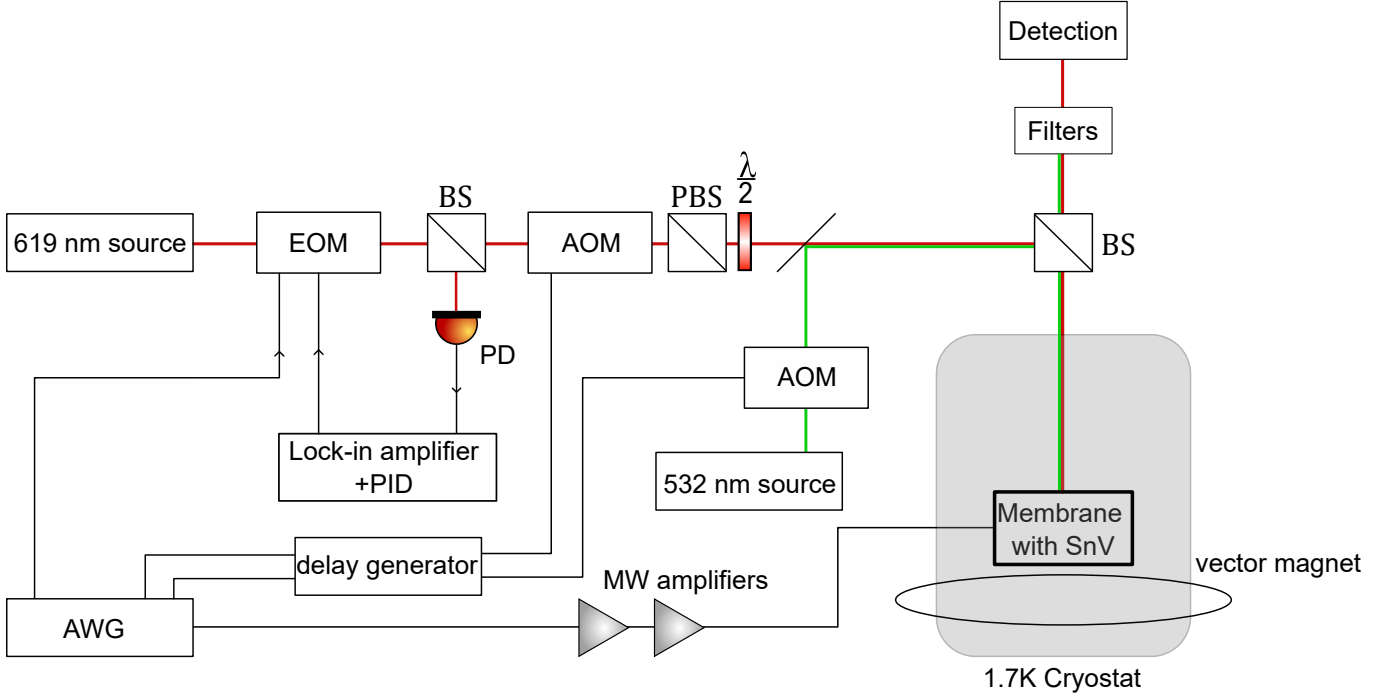 Detection
Filters
λ
2
BS
PBS
619 nm source
EOM
AOM
BS
PD
AOM
Lock-in amplifier
+PID
532 nm source
Membrane
with SnV
delay generator
MW amplifiers
vector magnet
AWG
1.7K Cryostat